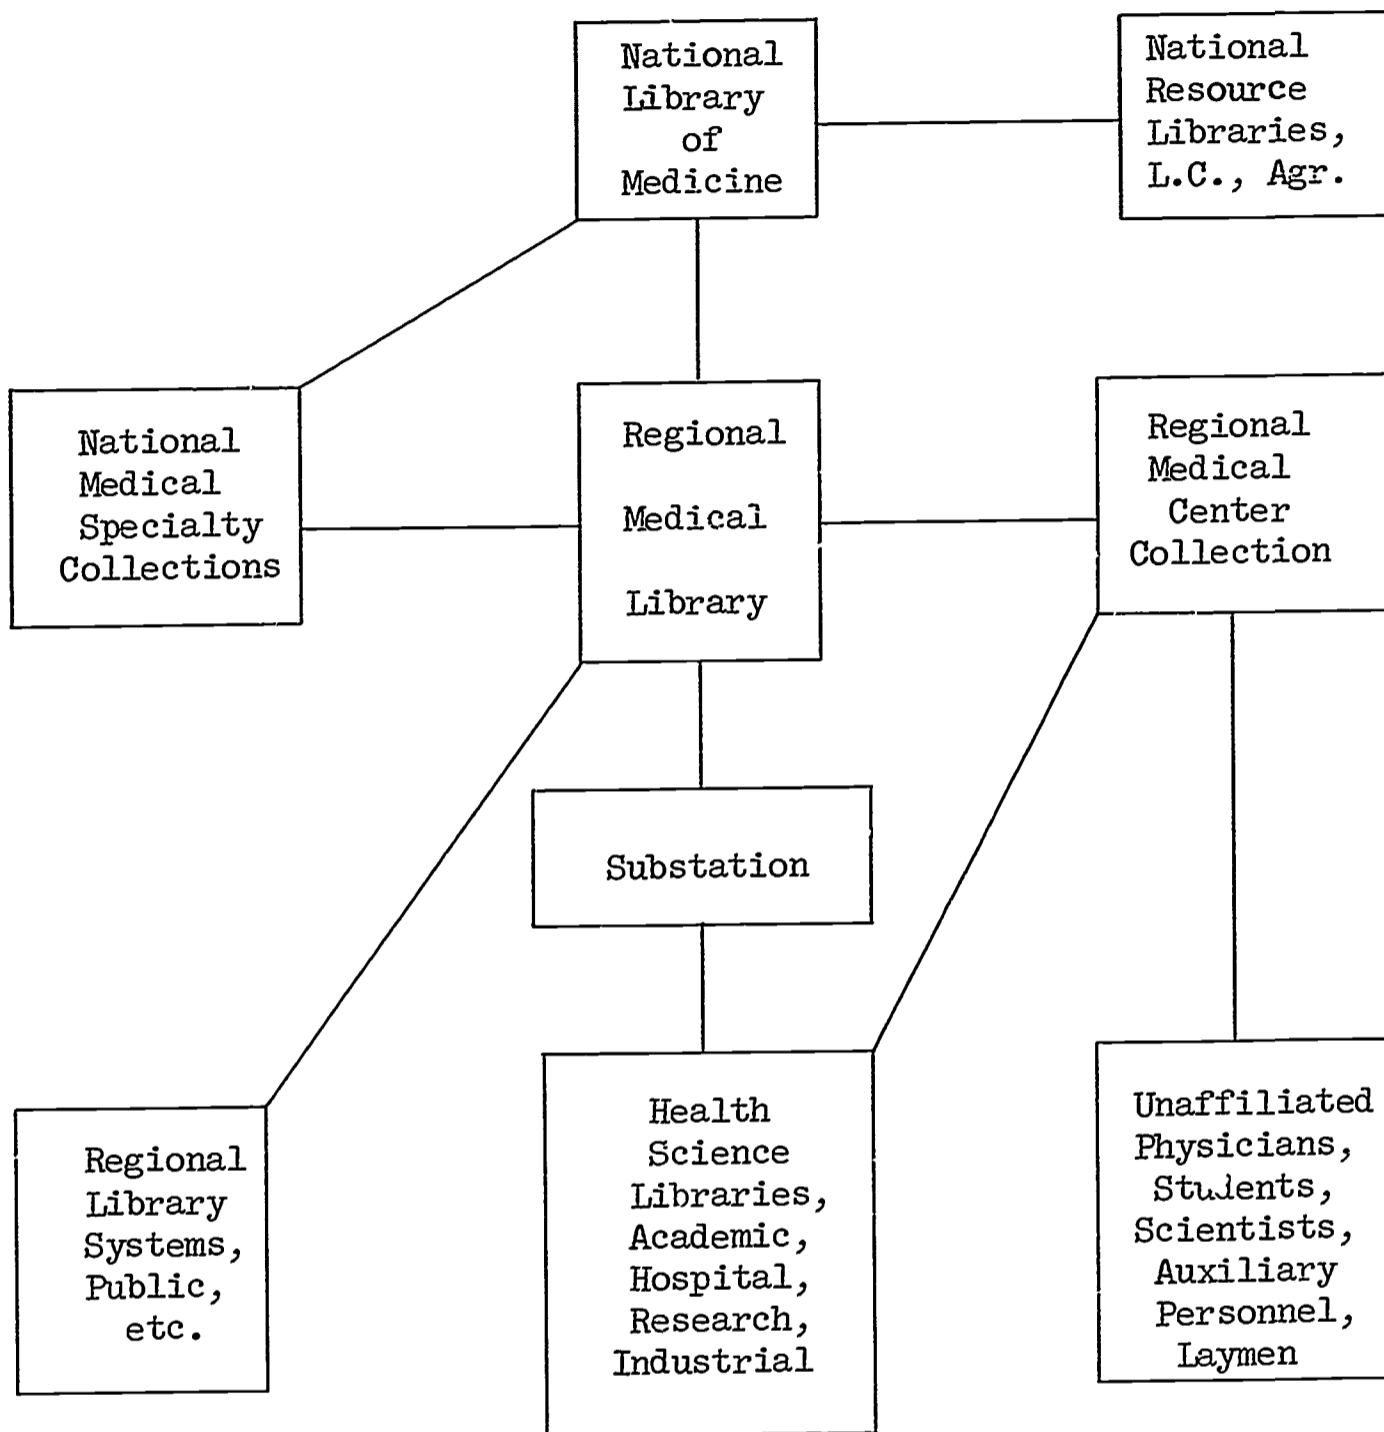 National
Library
of
Medicine
National
Resource
Libraries,
L.C., Agr.
National
Medical
Specialty
Collections
Regional
Medical
Library
Regional
Medical
Center
Collection
Substation
Regional
Library
Systems,
Public,
etc.
Health
Science
Libraries,
Academic,
Hospital,
Research,
Industrial
Unaffiliated
Physicians,
Students,
Scientists,
Auxiliary
Personnel,
Laymen